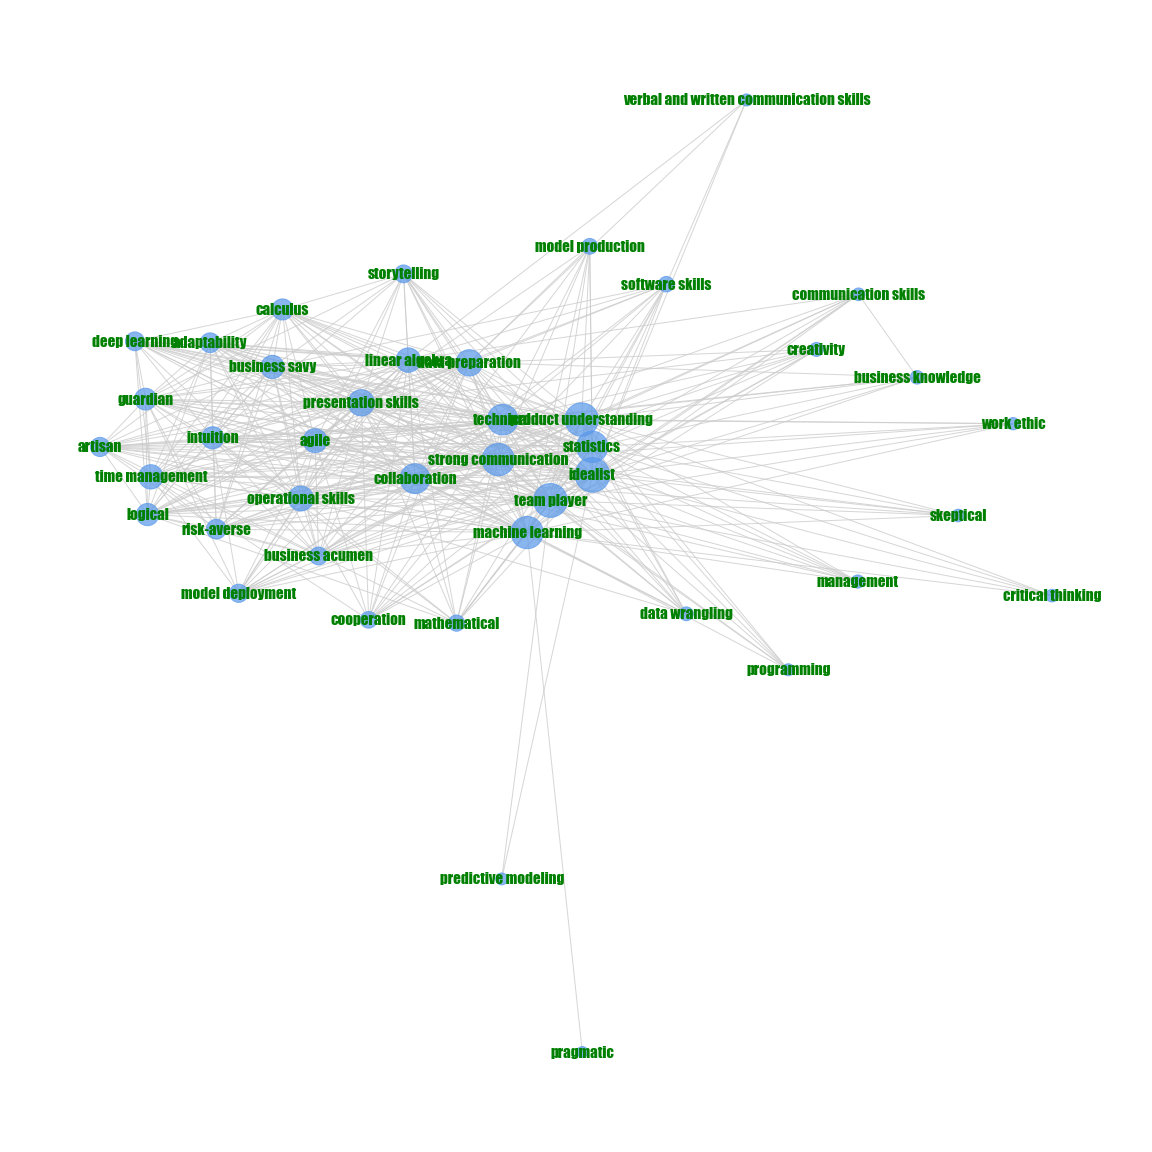 verbal and written communication skills
model production
storytelling
software skills
communication skills
calculus
deep learning
adaptability
creativity
linear algebra
preparation
business savy
business knowledge
guardian
presentation skills
technical
product understanding
work ethic
intuition
agile
artisan
statistics
strong communication
time management
collaboration
idealist
operational skills
team player
logical
skeptical
risk-averse
machine learning
business acumen
management
model deployment
critical thinking
data wrangling
cooperation
mathematical
programming
predictive modeling
pragmatic